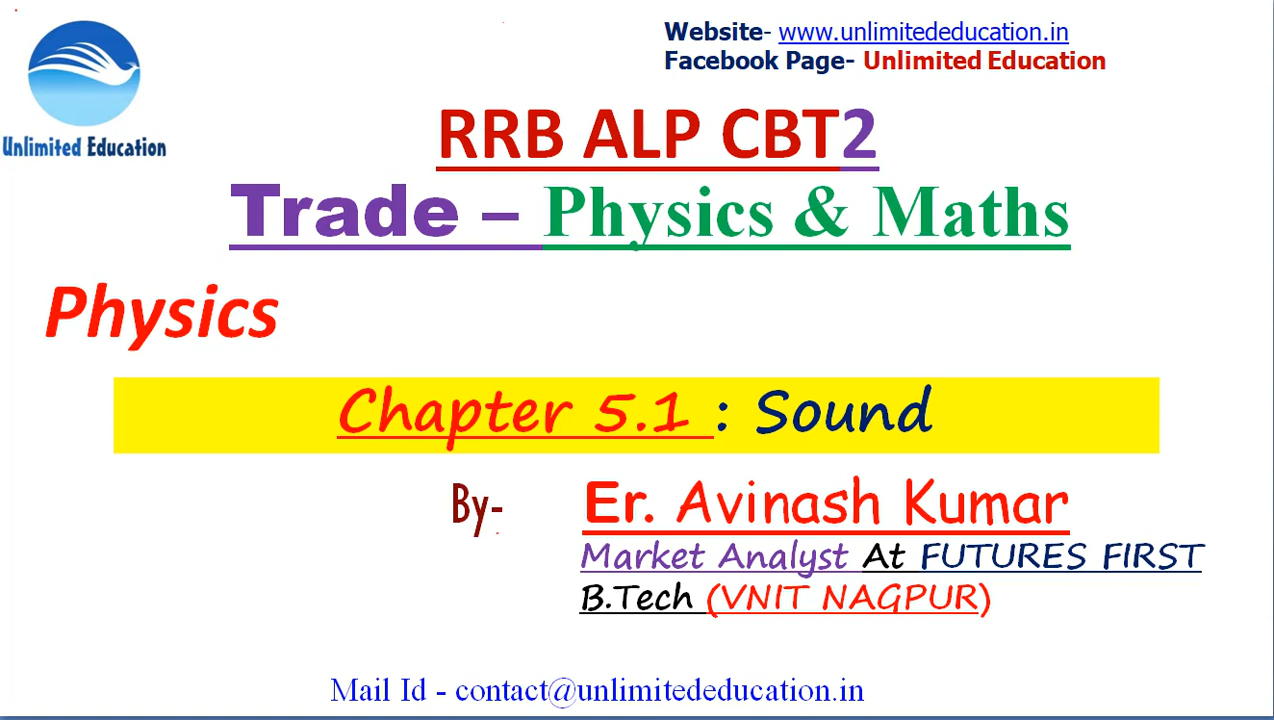 Website- www.unlimitededucation.in
Facebook Page- Unlimited Education
Unlimited Education
RRB ALP CBT2
Trade – Physics & Maths
Physics
Chapter 5.1 : Sound
By- Er. Avinash Kumar
Market Analyst At FUTURES FIRST
B.Tech (VNIT NAGPUR)
Mail Id - contact@unlimitededucation.in